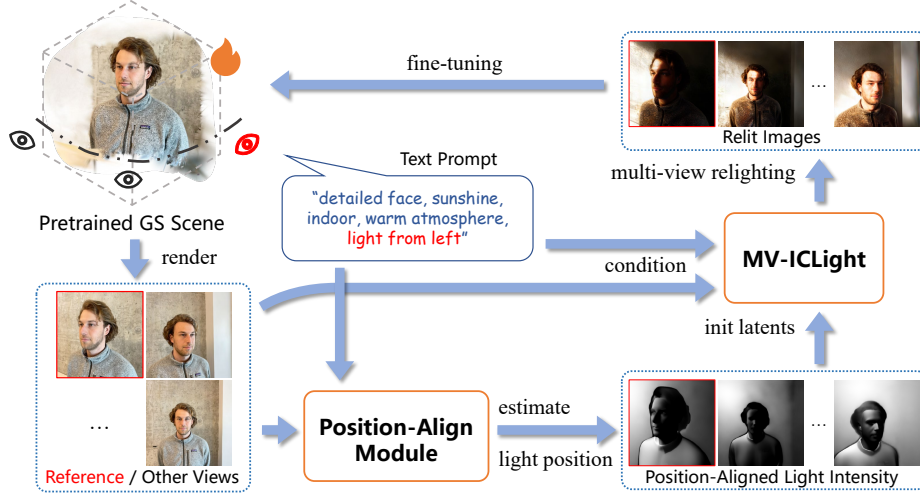 fine-tuning
...
Relit Images
Text Prompt
"detailed face, sunshine,
indoor, warm atmosphere,
light from left"
multi-view relighting
Pretrained GS Scene
render
condition
MV-ICLight
init latents
...
Reference / Other Views
Position-Align
Module
estimate
light position
...
Position-Aligned Light Intensity